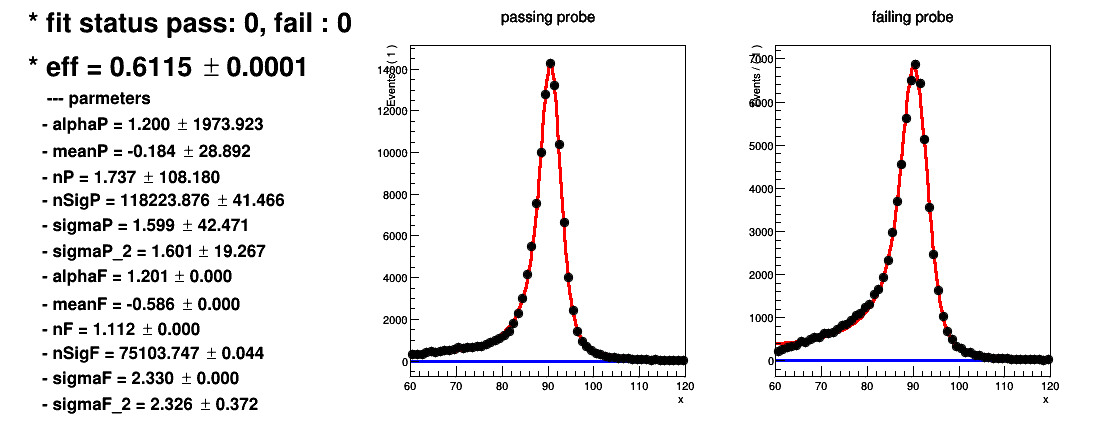 * fit status pass: 0, fail : 0
* eff = 0.6115 ± 0.0001
--- parmeters
- alphaP = 1.200 ± 1973.923
- meanP = -0.184 ± 28.892
- nP = 1.737 ± 108.180
- nSigP = 118223.876 ± 41.466
- sigmaP = 1.599 ± 42.471
- sigmaP_2 = 1.601 ± 19.267
- alphaF = 1.201 ± 0.000
- meanF = -0.586 ± 0.000
- nF = 1.112 ± 0.000
- nSigF = 75103.747 ± 0.044
- sigmaF = 2.330 ± 0.000
- sigmaF_2 = 2.326 ± 0.372
passing probe
Events / ( 1 )
14000
12000
10000
8000
6000
4000
2000
0
60 70 80 90 100 110 120
x
failing probe
Events / ( 1 )
7000
6000
5000
4000
3000
2000
1000
0
60 70 80 90 100 110 120
x